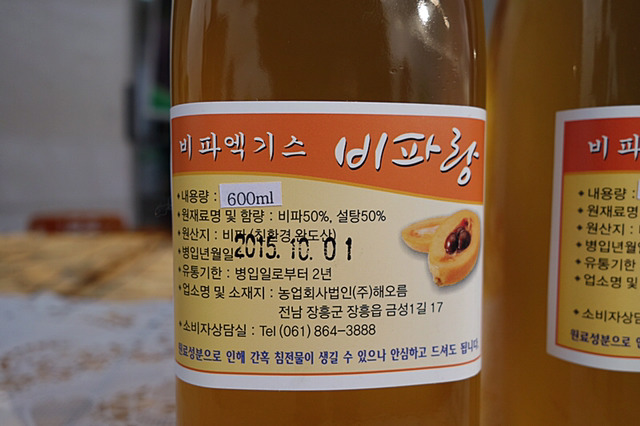 비파엑기스 비파랑
• 내용량 : 600ml
• 원재료명 및 함량 : 비파50%, 설탕50%
• 원산지 : 비파(친환경,완도산)
• 병입년월일 2015.10.01
• 유통기한 : 병입일로부터 2년
• 업소명 및 소재지 : 농업회사법인(주)해오름
전남 장흥군 장흥읍 금성1길 17
• 소비자상담실 : Tel (061) 864-3888
원료성분으로 인해 간혹 침전물이 생길 수 있으나 안심하고 드셔도 됩니다.
비파
• 내용량 :
• 원재료명
• 원산지 :
• 병입년월일
• 유통기한
• 업소명 및
• 소비자상담
원료성분으로